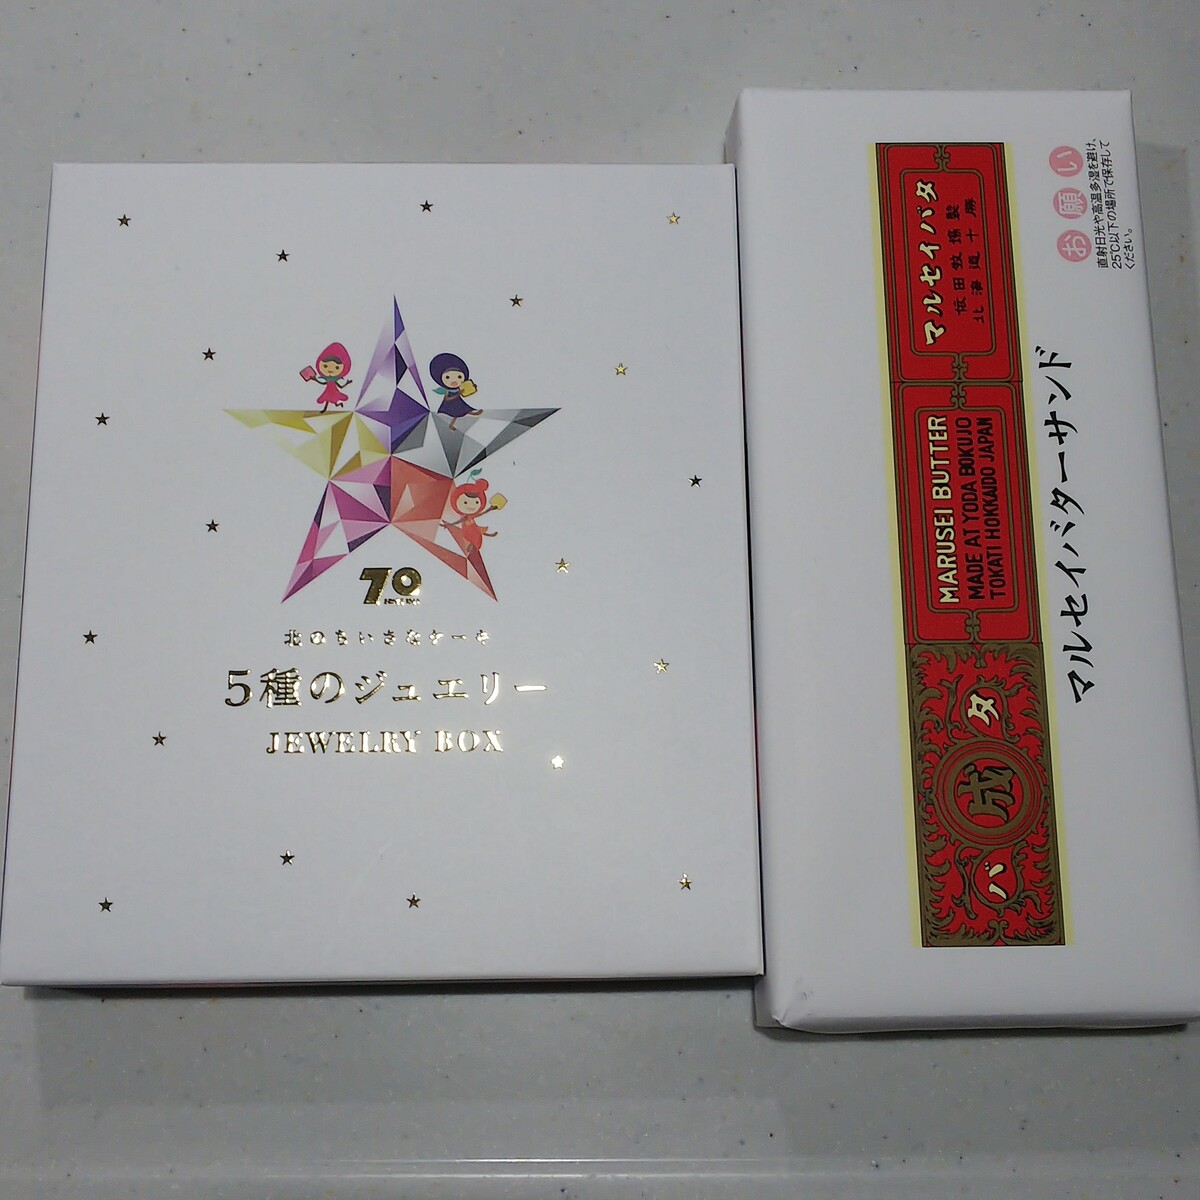 70
北のちいさなケーキ
5種のジュエリー
JEWELRY BOX
お願い
直射日光や高温多湿を避け、
25℃以下の場所で保存して
ください。
マルセイバターサンド
マルセイバタ
依田牧場製
北海道十勝
MARUSEI BUTTER
MADE AT YODA BOKUJO
TOKATI HOKKAIDO JAPAN
バ成タ